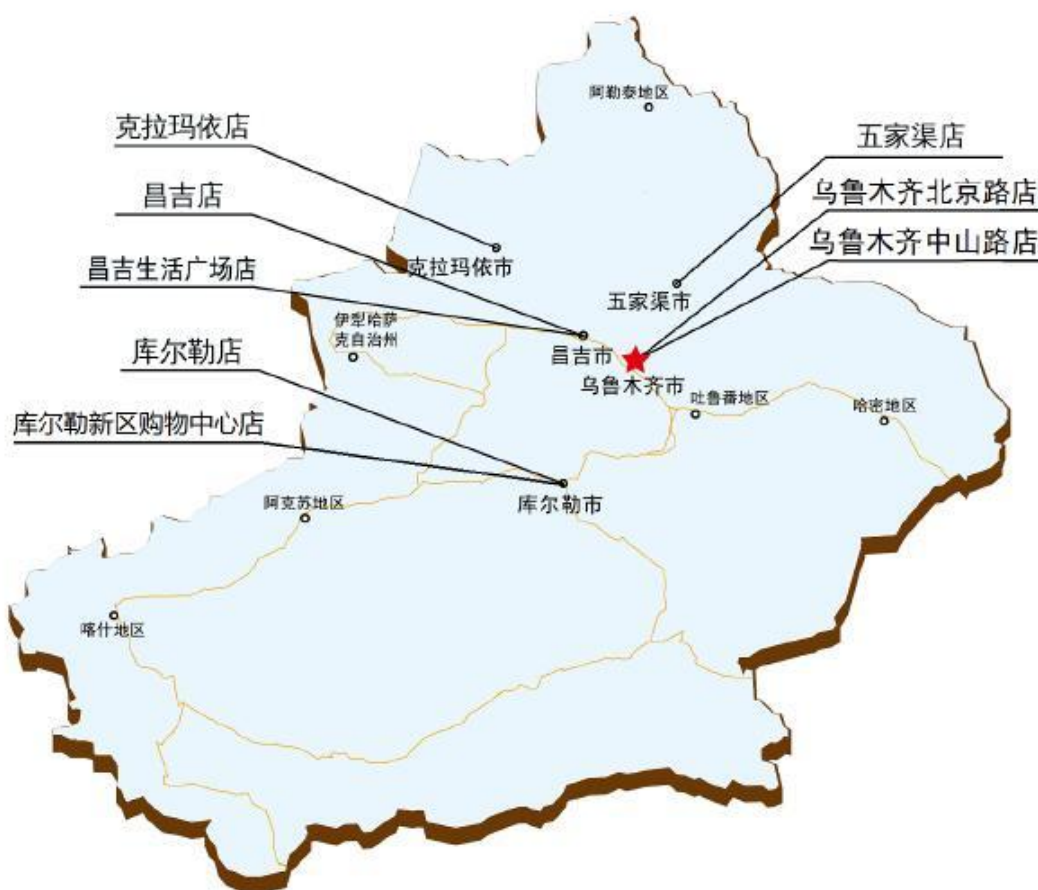 阿勒泰地区
克拉玛依店
五家渠店
昌吉店
乌鲁木齐北京路店
乌鲁木齐中山路店
昌吉生活广场店
克拉玛依市
五家渠市
伊犁哈萨
克自治州
库尔勒店
昌吉市
乌鲁木齐市
吐鲁番地区
哈密地区
库尔勒新区购物中心店
阿克苏地区
库尔勒市
喀什地区